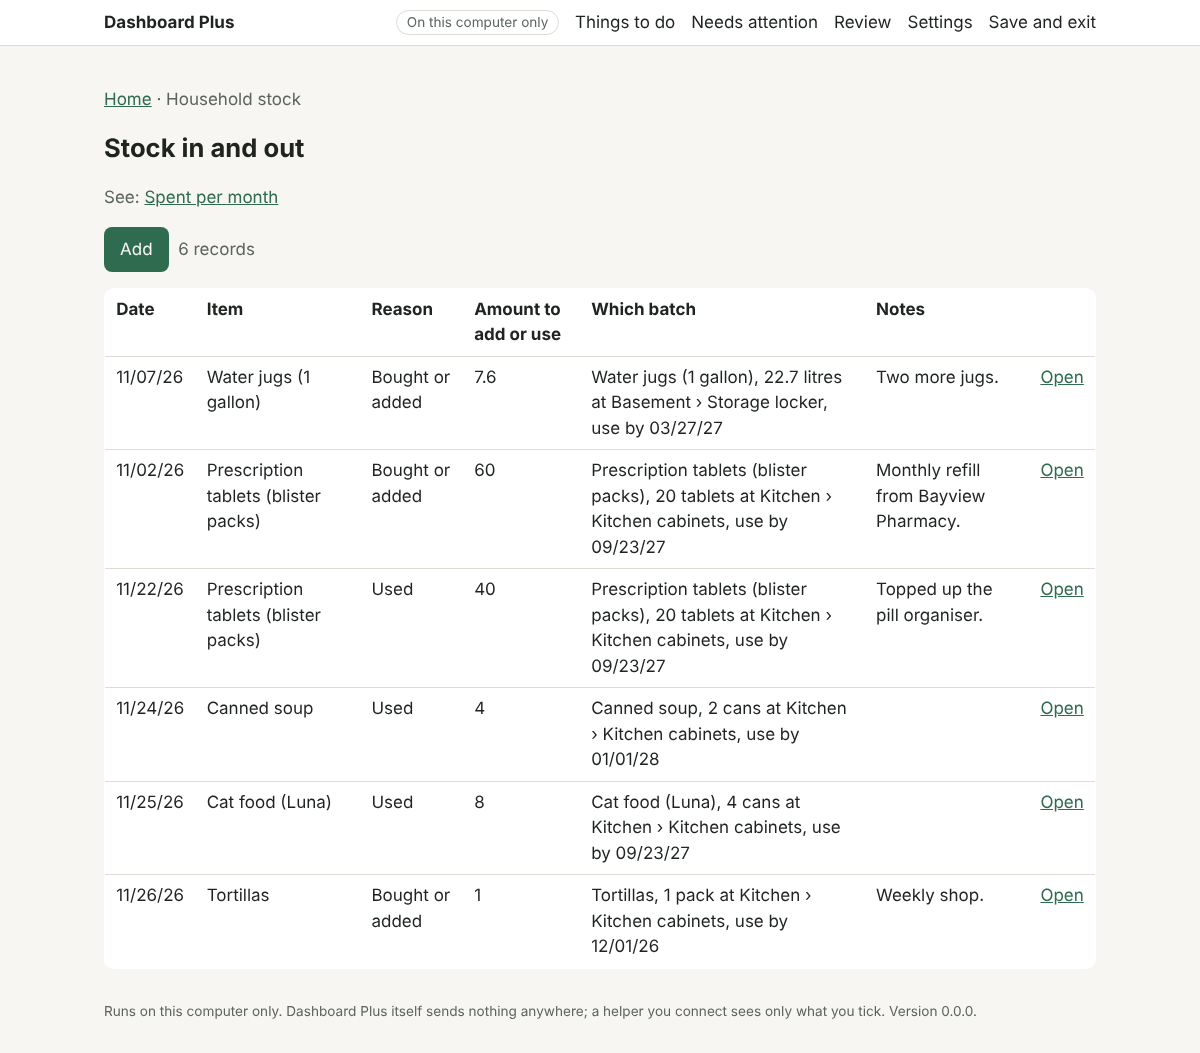 Dashboard Plus
On this computer only
Things to do
Needs attention
Review
Settings
Save and exit
Home · Household stock
Stock in and out
See: Spent per month
Add
6 records
Date
Item
Reason
Amount to
add or use
Which batch
Notes
11/07/26
Water jugs (1
gallon)
Bought or
added
7.6
Water jugs (1 gallon), 22.7 litres
at Basement › Storage locker,
use by 03/27/27
Two more jugs.
Open
11/02/26
Prescription
tablets (blister
packs)
Bought or
added
60
Prescription tablets (blister
packs), 20 tablets at Kitchen ›
Kitchen cabinets, use by
09/23/27
Monthly refill
from Bayview
Pharmacy.
Open
11/22/26
Prescription
tablets (blister
packs)
Used
40
Prescription tablets (blister
packs), 20 tablets at Kitchen ›
Kitchen cabinets, use by
09/23/27
Topped up the
pill organiser.
Open
11/24/26
Canned soup
Used
4
Canned soup, 2 cans at Kitchen
› Kitchen cabinets, use by
01/01/28
Open
11/25/26
Cat food (Luna)
Used
8
Cat food (Luna), 4 cans at
Kitchen › Kitchen cabinets, use
by 09/23/27
Open
11/26/26
Tortillas
Bought or
added
1
Tortillas, 1 pack at Kitchen ›
Kitchen cabinets, use by
12/01/26
Weekly shop.
Open
Runs on this computer only. Dashboard Plus itself sends nothing anywhere; a helper you connect sees only what you tick. Version 0.0.0.